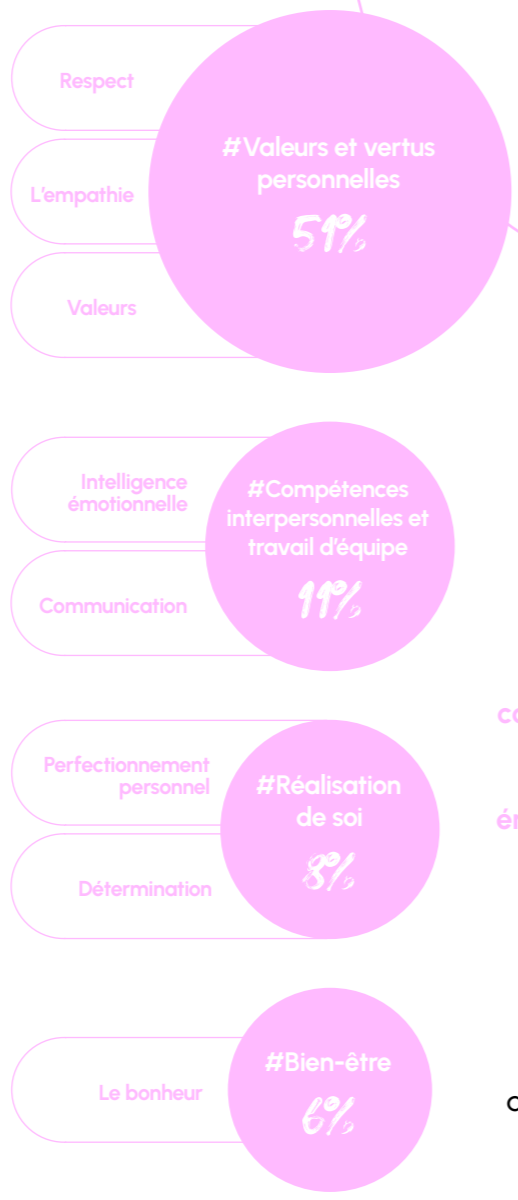 Respect
#Valeurs et vertus
personnelles
L'empathie
51%
Valeurs
Intelligence
émotionnelle
#Compétences
interpersonnelles et
travail d'équipe
11%
Communication
Perfectionnement
personnel
#Réalisation
de soi
8%
Détermination
#Bien-être
Le bonheur
6%